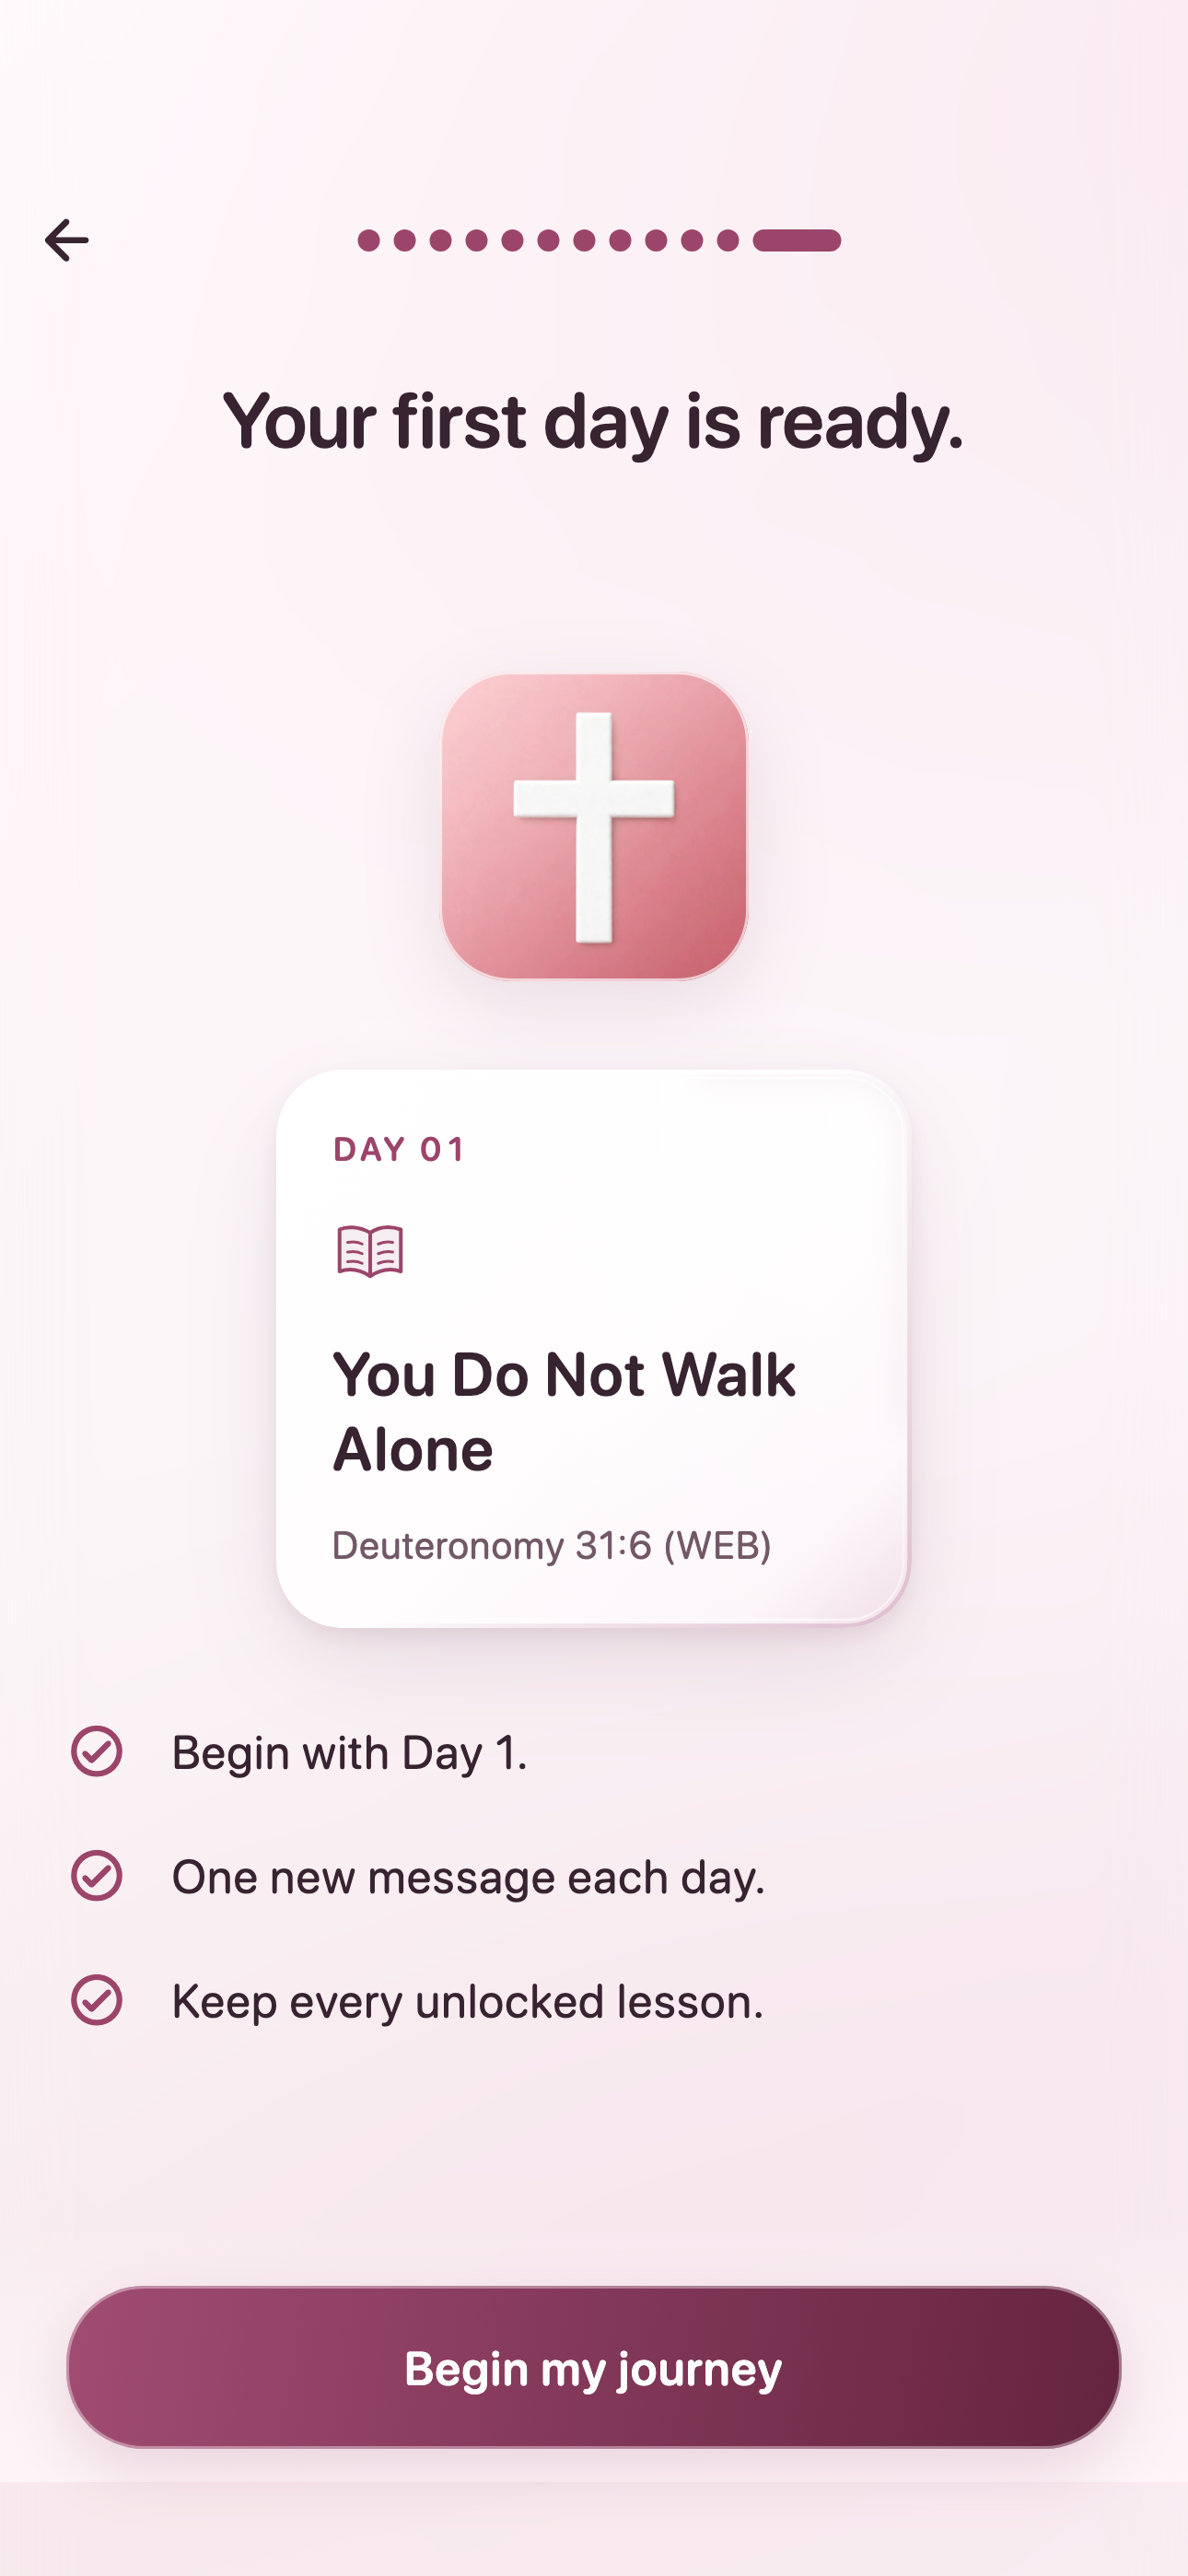 Your first day is ready.
DAY 01
You Do Not Walk
Alone
Deuteronomy 31:6 (WEB)
Begin with Day 1.
One new message each day.
Keep every unlocked lesson.
Begin my journey